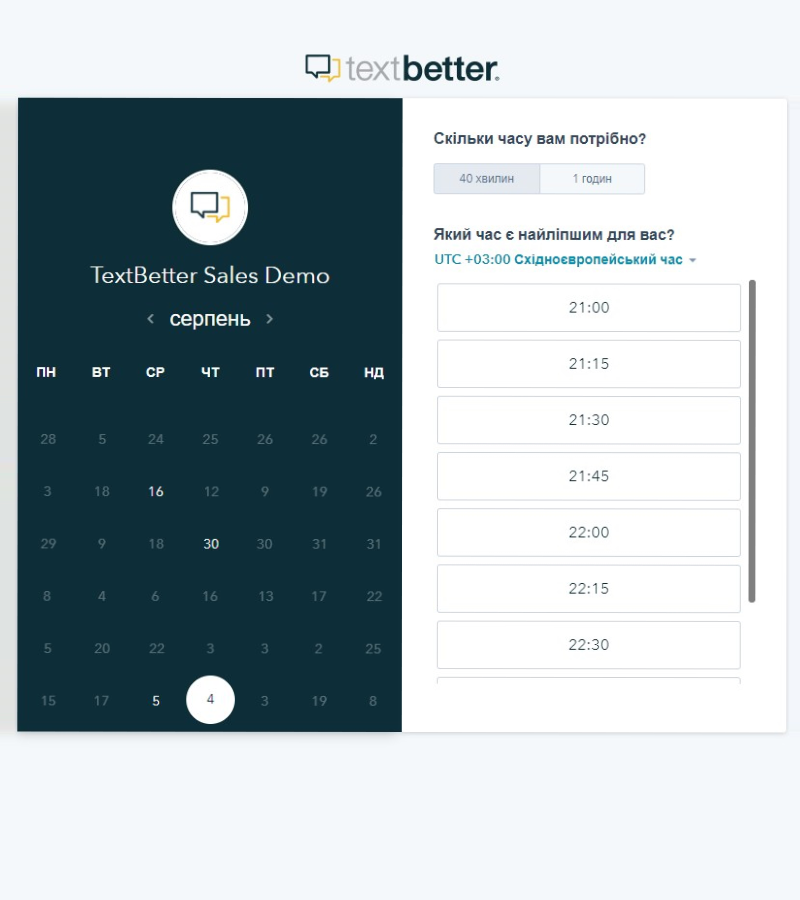 textbetter.
TextBetter Sales Demo
серпень
ПН ВТ СР ЧТ ПТ СБ НД
28 5 24 25 26 26 2
3 18 16 12 9 19 26
29 9 18 30 30 31 31
8 4 6 16 13 17 22
5 20 22 3 3 2 25
15 17 5 4 3 19 8
Скільки часу вам потрібно?
40 хвилин 1 годин
Який час є найліпшим для вас?
UTC +03:00 Східноєвропейський час
21:00
21:15
21:30
21:45
22:00
22:15
22:30